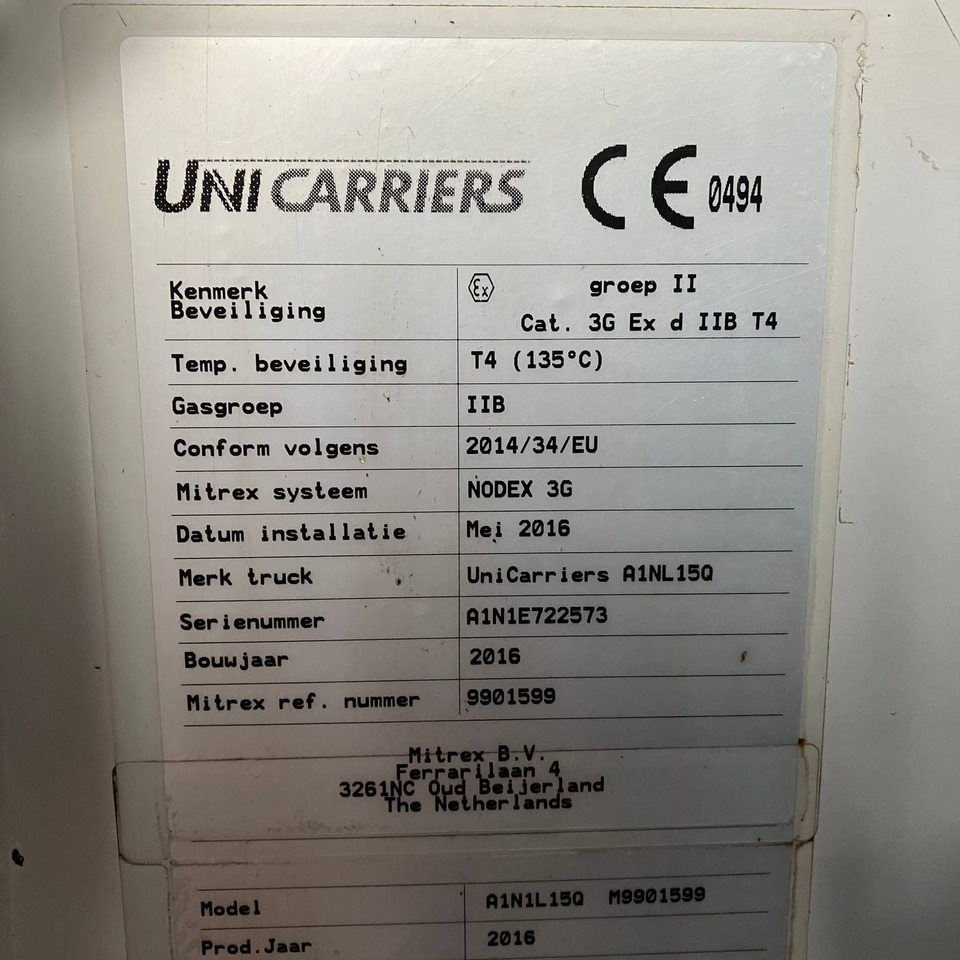 UNICARRIERS CE 0494
Kenmerk Beveiliging Ex groep II
Cat. 3G Ex d IIB T4
Temp. beveiliging T4 (135°C)
Gasgroep IIB
Conform volgens 2014/34/EU
Mitrex systeem NODEX 3G
Datum installatie Mei 2016
Merk truck UniCarriers A1NL15Q
Serienummer A1N1E722573
Bouwjaar 2016
Mitrex ref. nummer 9901599
Mitrex B.V.
Ferrarilaan 4
3261NC Oud Beijerland
The Netherlands
Model A1N1L15Q M9901599
Prod.Jaar 2016